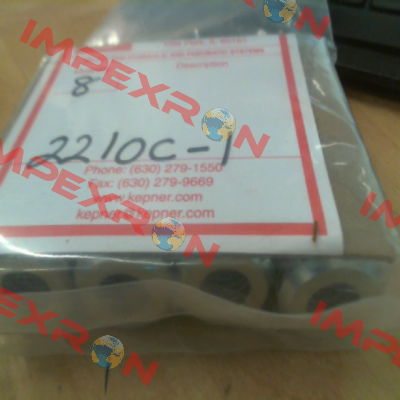 IMPEXRON
Description
8
2210C-1
Phone: (630) 279-1550
Fax: (630) 279-9669
www.kepner.com
kepner@kepner.com
IMPEXRON
IMPEXRON